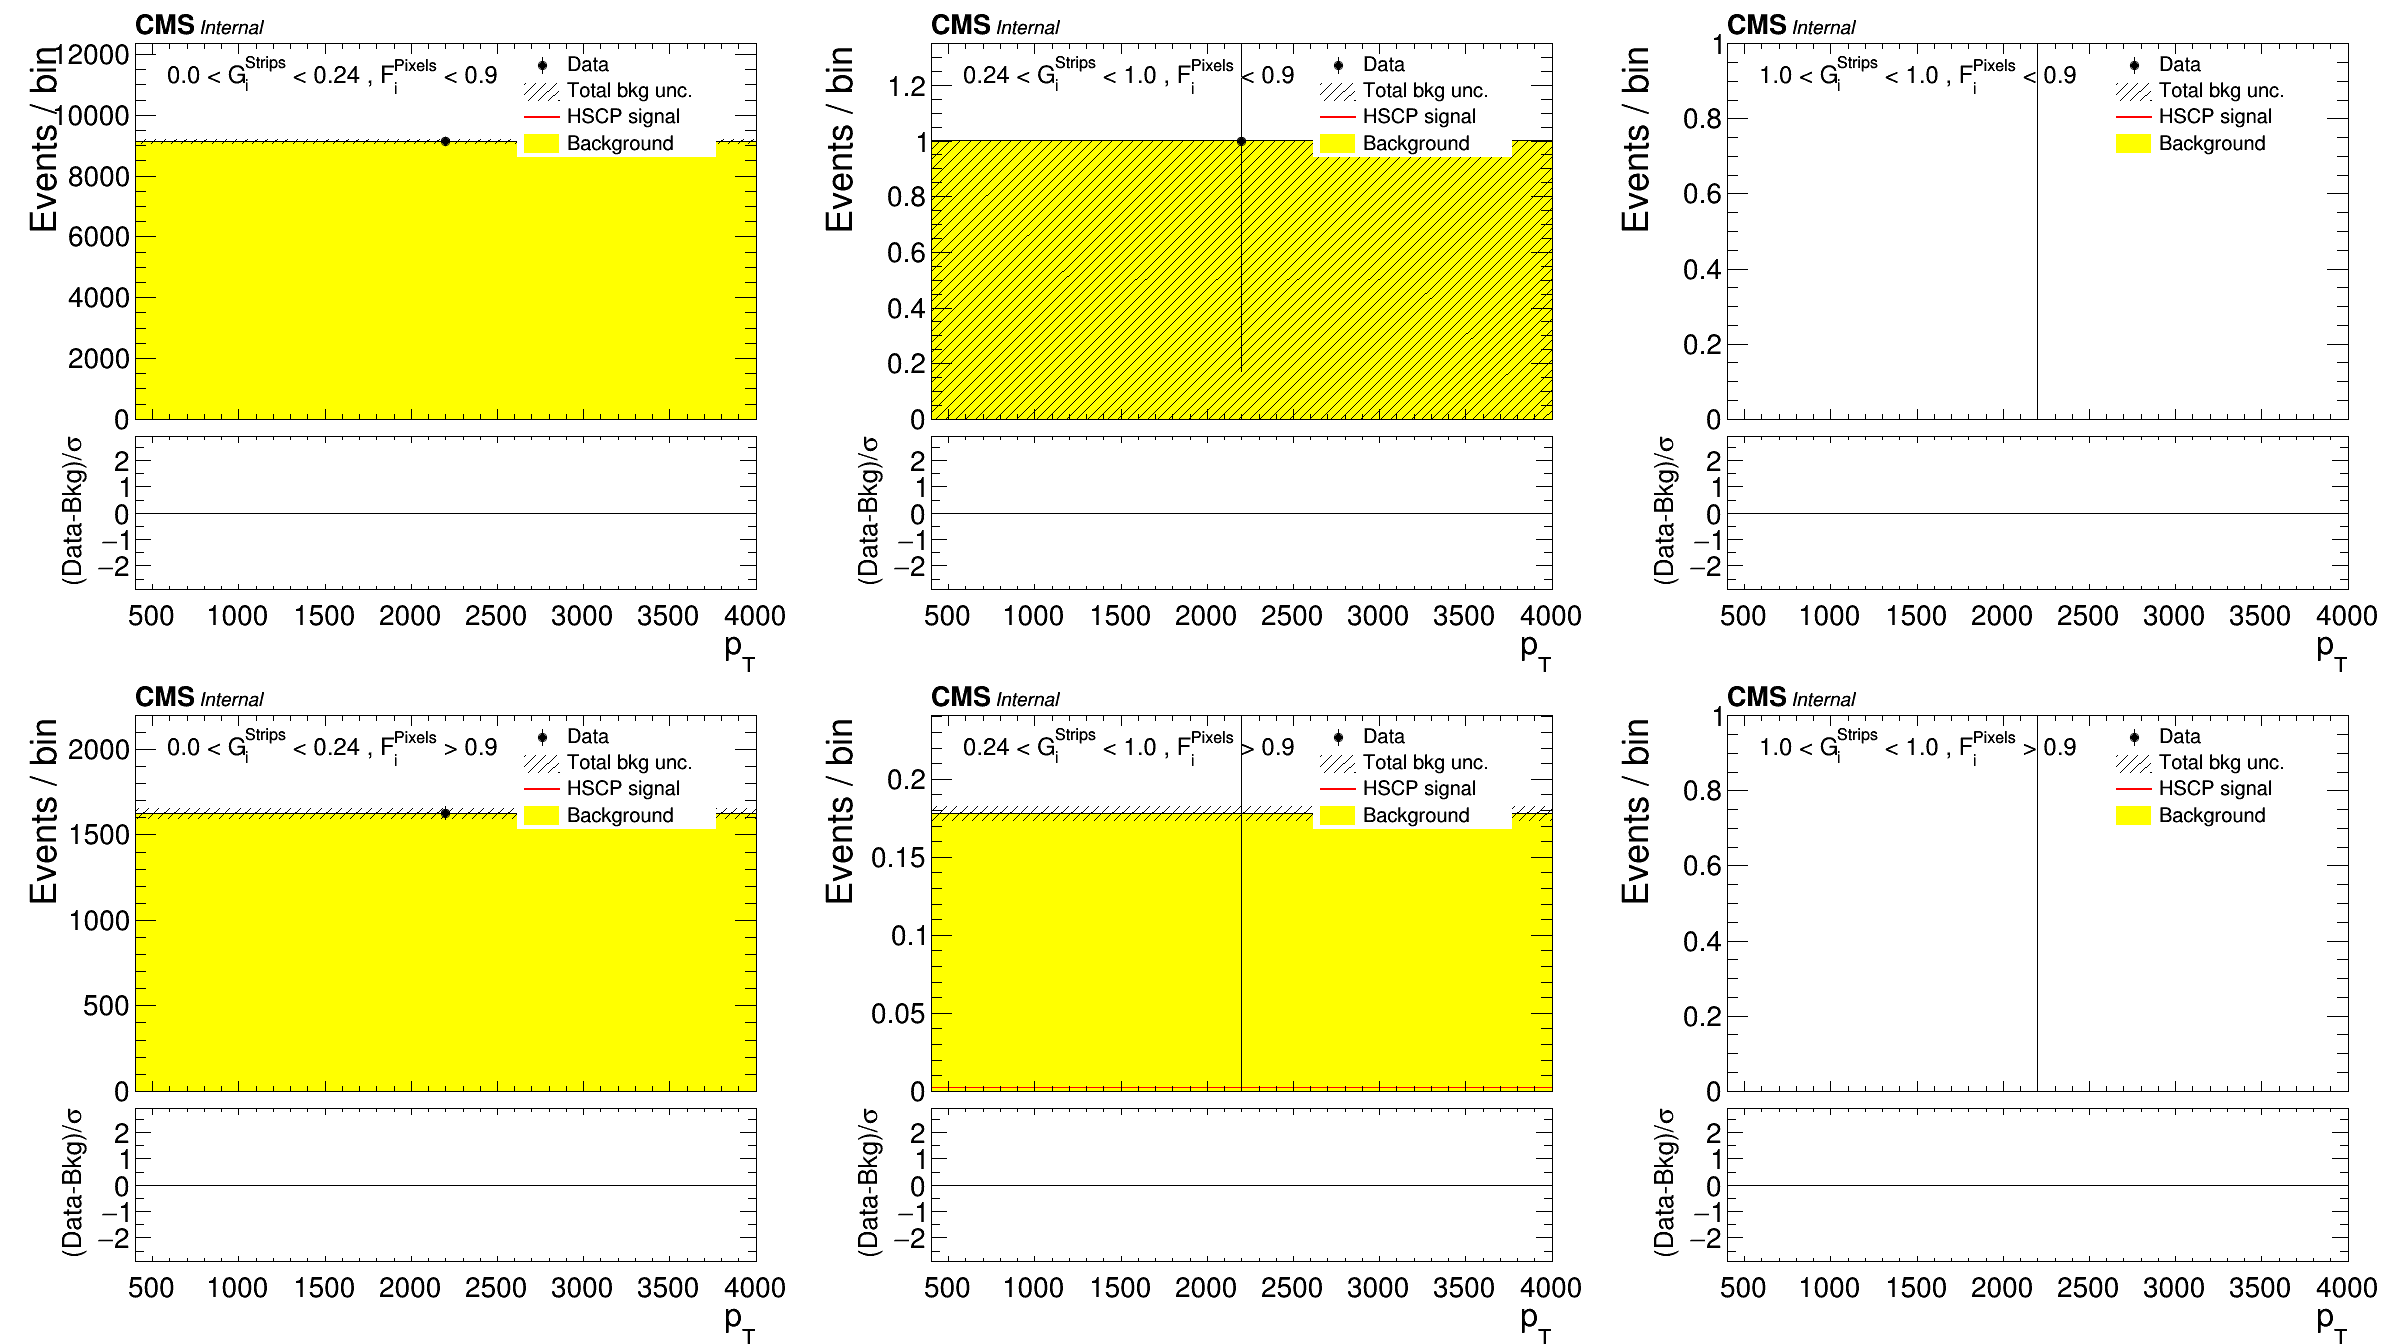 CMS Internal
Events / bin
0.0 < G_i^Strips < 0.24 , F_i^Pixels < 0.9
Data
Total bkg unc.
HSCP signal
Background
12000
10000
8000
6000
4000
2000
0
(Data-Bkg)/σ
2
1
0
−1
−2
500 1000 1500 2000 2500 3000 3500 4000
p_T
CMS Internal
Events / bin
0.24 < G_i^Strips < 1.0 , F_i^Pixels < 0.9
Data
Total bkg unc.
HSCP signal
Background
1.2
1
0.8
0.6
0.4
0.2
0
(Data-Bkg)/σ
2
1
0
−1
−2
500 1000 1500 2000 2500 3000 3500 4000
p_T
CMS Internal
Events / bin
1.0 < G_i^Strips < 1.0 , F_i^Pixels < 0.9
Data
Total bkg unc.
HSCP signal
Background
1
0.8
0.6
0.4
0.2
0
(Data-Bkg)/σ
2
1
0
−1
−2
500 1000 1500 2000 2500 3000 3500 4000
p_T
CMS Internal
Events / bin
0.0 < G_i^Strips < 0.24 , F_i^Pixels > 0.9
Data
Total bkg unc.
HSCP signal
Background
2000
1500
1000
500
0
(Data-Bkg)/σ
2
1
0
−1
−2
500 1000 1500 2000 2500 3000 3500 4000
p_T
CMS Internal
Events / bin
0.24 < G_i^Strips < 1.0 , F_i^Pixels > 0.9
Data
Total bkg unc.
HSCP signal
Background
0.2
0.15
0.1
0.05
0
(Data-Bkg)/σ
2
1
0
−1
−2
500 1000 1500 2000 2500 3000 3500 4000
p_T
CMS Internal
Events / bin
1.0 < G_i^Strips < 1.0 , F_i^Pixels > 0.9
Data
Total bkg unc.
HSCP signal
Background
1
0.8
0.6
0.4
0.2
0
(Data-Bkg)/σ
2
1
0
−1
−2
500 1000 1500 2000 2500 3000 3500 4000
p_T